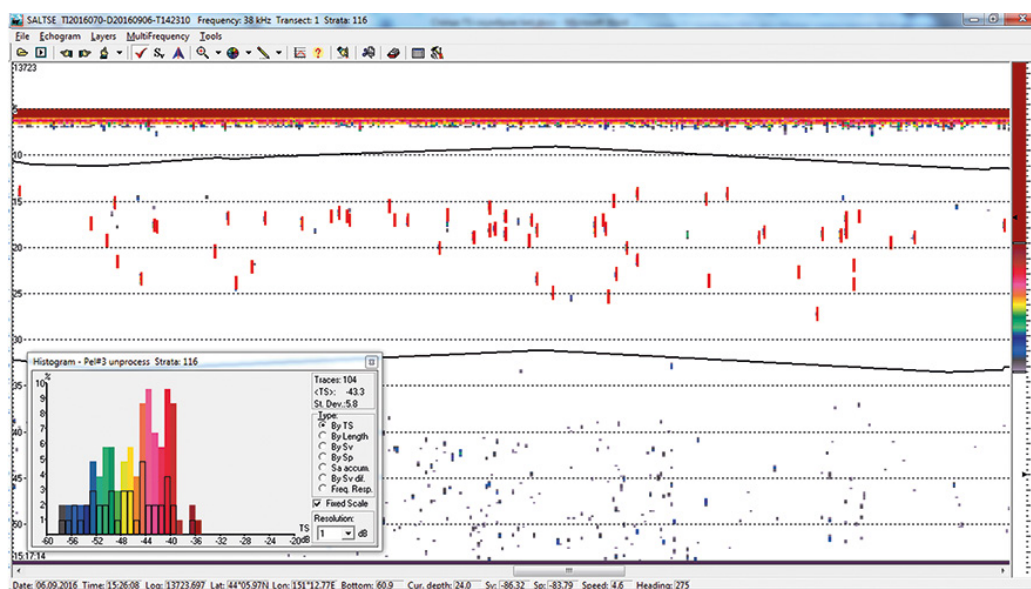 SALTSE_TI2016070-D20160906-T142310 Frequency: 38 kHz Transect: 1 Strata: 116
File Echogram Layers MultiFrequency Tools
Sv
13723
5
10
15
20
25
30
35
40
45
50
15:17:14
Histogram - Pel#3 unprocess Strata: 116
%
10
9
8
7
6
5
4
3
2
1
-60 -56 -52 -48 -44 -40 -36 -20
TS
dB
Traces: 104
<TS>: -43.3
St. Dev.:5.8
Type:
By TS
By Length
By Sv
By Sp
Sa accum.
By Sv dif.
Freq. Resp.
Fixed Scale
Resolution:
1 dB
Date: 06.09.2016 Time: 15:26:08 Log: 13723.697 Lat: 44°05.97N Lon: 151°12.77E Bottom: 60.9 Cur. depth: 24.0 Sv: -86.32 Sp: -83.79 Speed: 4.6 Heading: 275